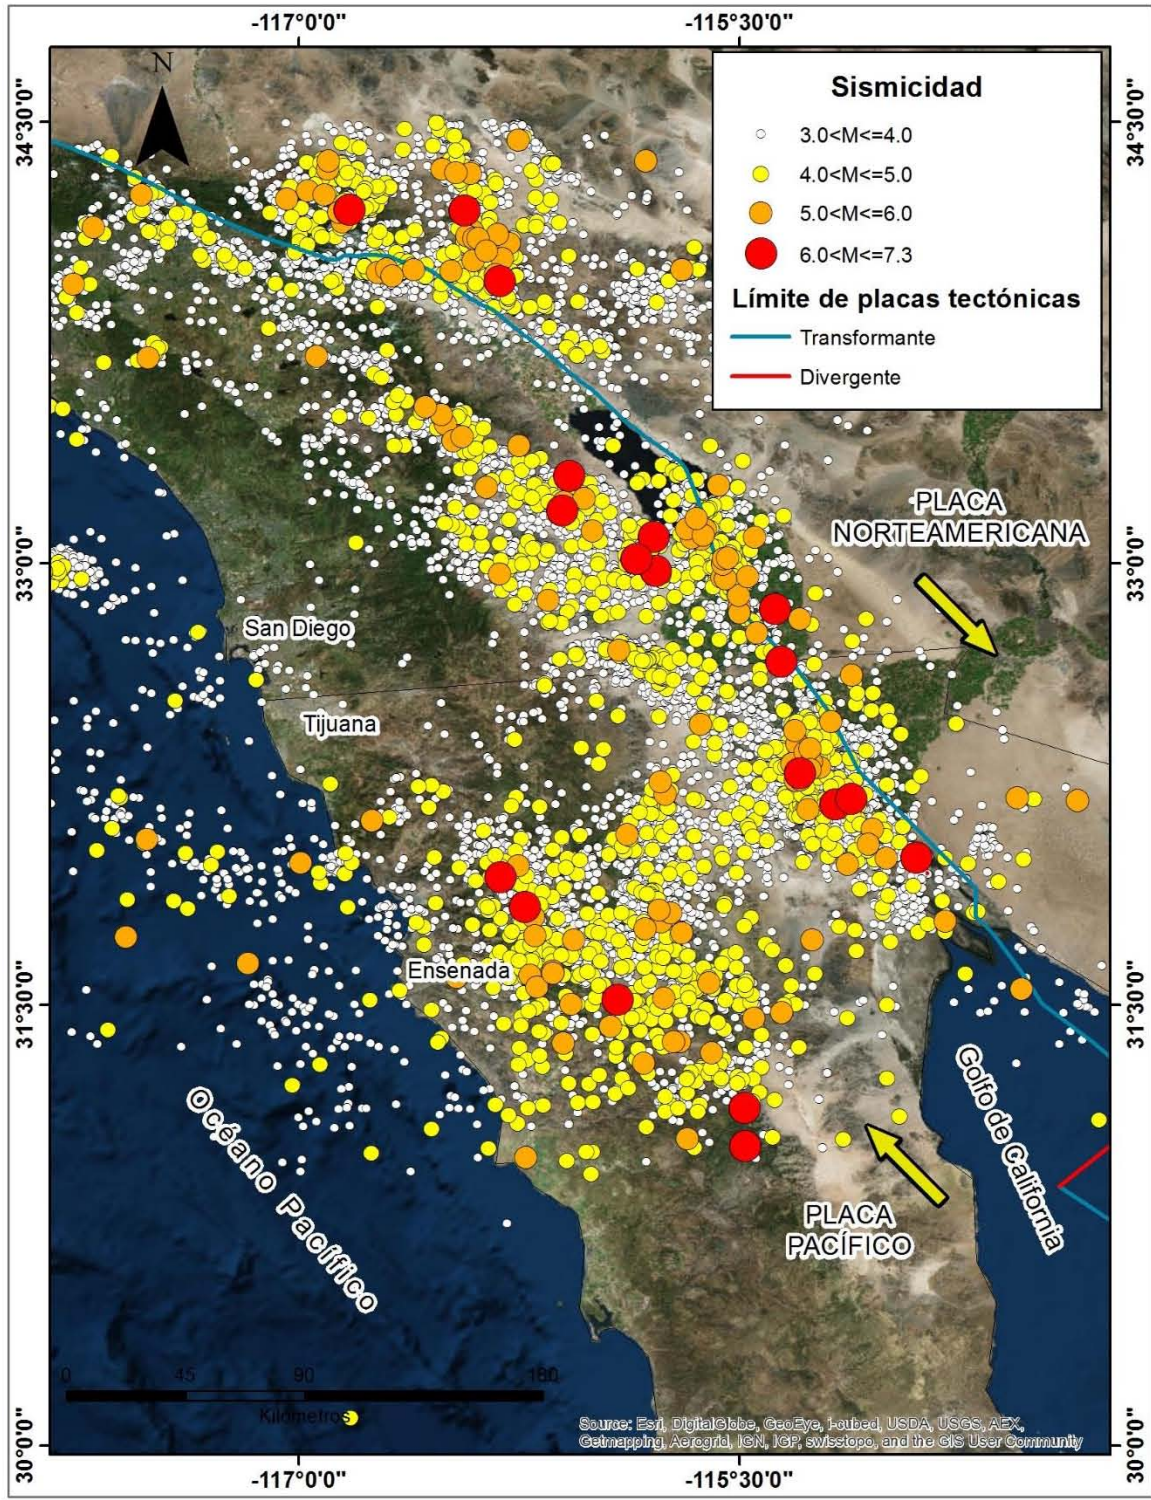 -117°0'0"
-115°30'0"
N
Sismicidad
3.0<M<=4.0
4.0<M<=5.0
5.0<M<=6.0
6.0<M<=7.3
Límite de placas tectónicas
Transformante
Divergente
34°30'0"
34°30'0"
PLACA
NORTEAMERICANA
33°0'0"
33°0'0"
San Diego
Tijuana
Ensenada
31°30'0"
31°30'0"
Océano Pacífico
Golfo de California
PLACA
PACÍFICO
0 45 90 180
Kilómetros
Source: Esri, DigitalGlobe, GeoEye, i-cubed, USDA, USGS, AEX,
Getmapping, Aerogrid, IGN, IGP, swisstopo, and the GIS User Community
30°0'0"
30°0'0"
-117°0'0"
-115°30'0"